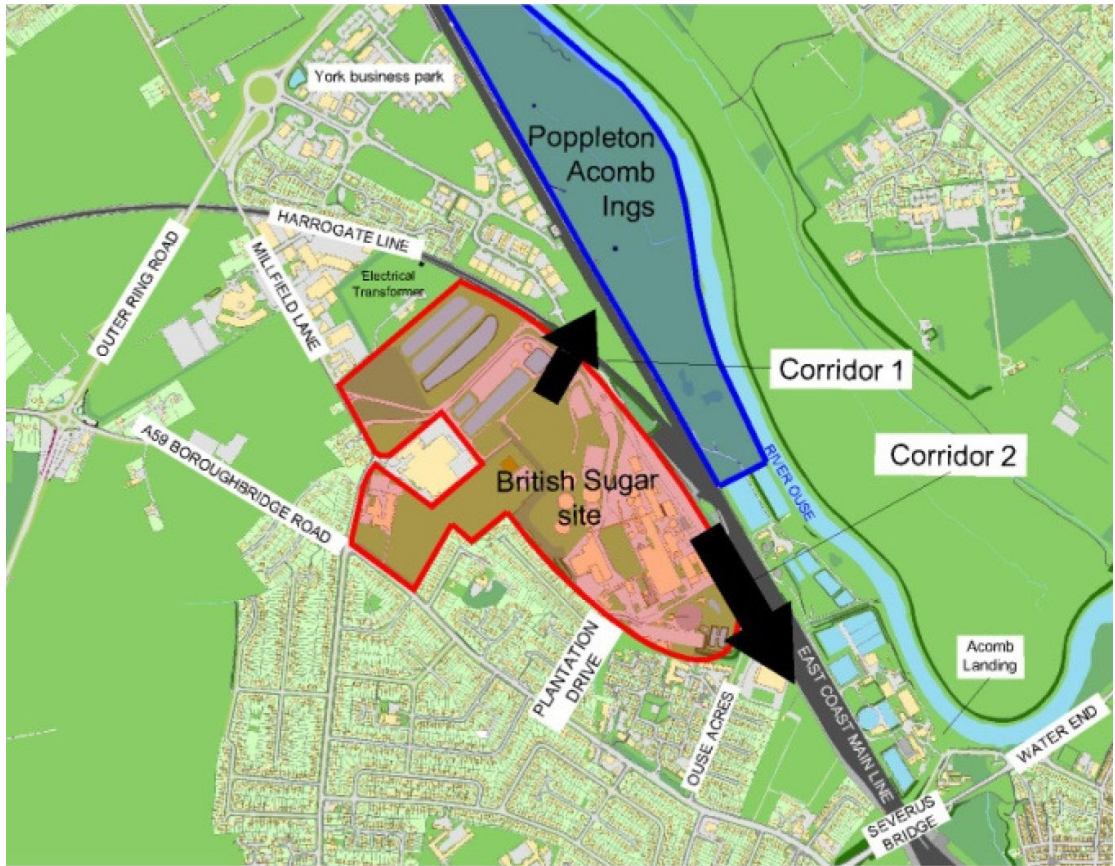 York business park
Poppleton
Acomb
Ings
HARROGATE LINE
OUTER RING ROAD
MILLFIELD LANE
Electrical
Transformer
Corridor 1
A59 BOROUGHBRIDGE ROAD
British Sugar
site
Corridor 2
RIVER OUSE
PLANTATION
DRIVE
OUSE ACRES
EAST COAST MAIN LINE
Acomb
Landing
WATER END
SEVERUS
BRIDGE